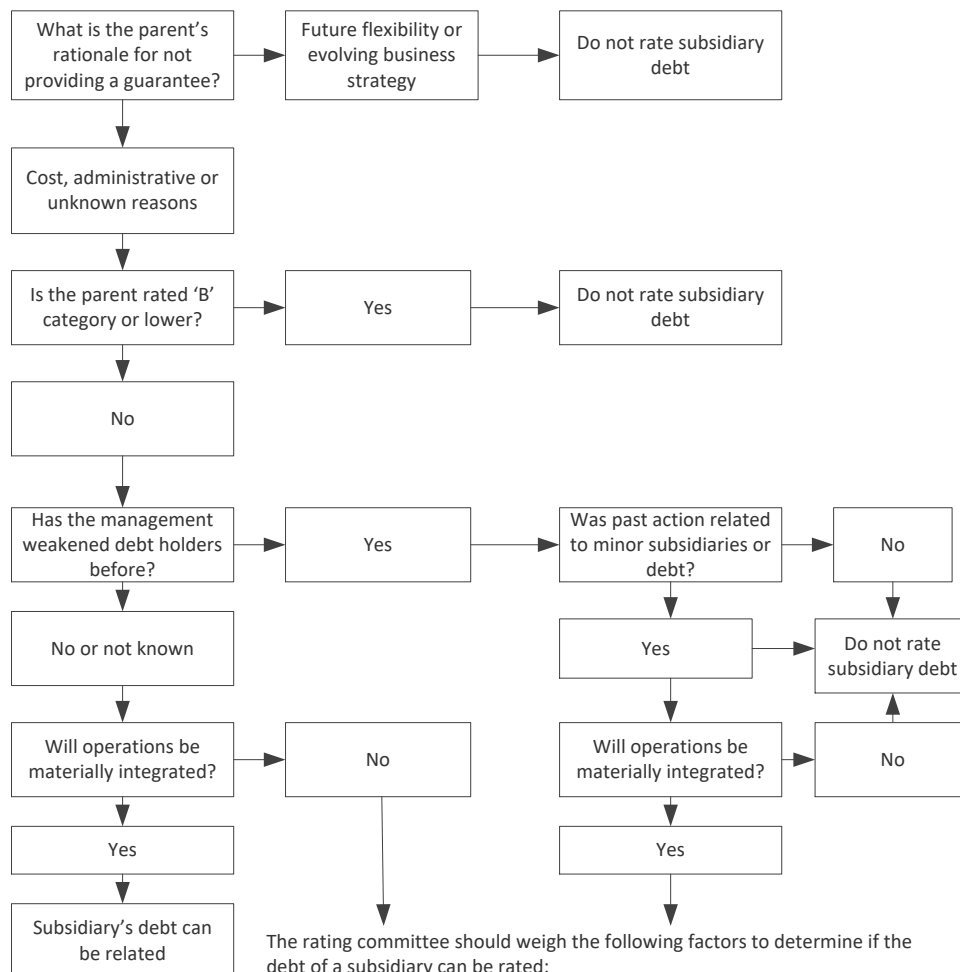 What is the parent’s
rationale for not
providing a guarantee?
Future flexibility or
evolving business
strategy
Do not rate subsidiary
debt
Cost, administrative or
unknown reasons
Is the parent rated ‘B’
category or lower?
Yes
Do not rate subsidiary
debt
No
Has the management
weakened debt holders
before?
Yes
Was past action related
to minor subsidiaries or
debt?
No
No or not known
Yes
Do not rate
subsidiary debt
Will operations be
materially integrated?
No
Will operations be
materially integrated?
No
Yes
Yes
Subsidiary’s debt can
be related
The rating committee should weigh the following factors to determine if the
debt of a subsidiary can be rated: